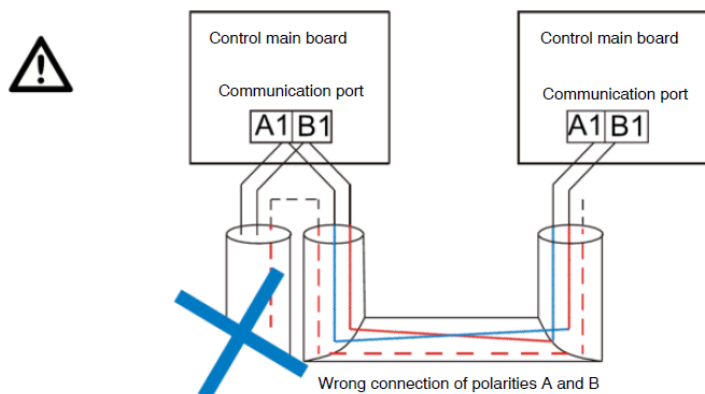 Control main board
Control main board
Communication port
Communication port
A1 B1
A1 B1
Wrong connection of polarities A and B